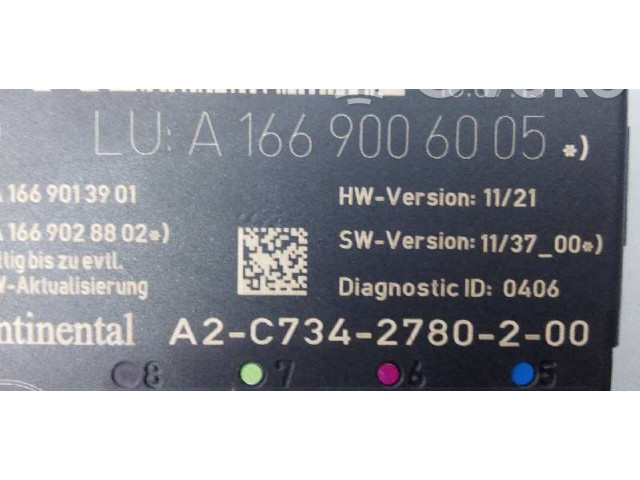 LU: A 166 900 60 05 *)
166 901 39 01
HW-Version: 11/21
A 166 902 88 02*)
SW-Version: 11/37_00*)
llig bis zu evtl.
W-Aktualisierung
Diagnostic ID: 0406
ntinental
A2-C734-2780-2-00
8 7 6 5